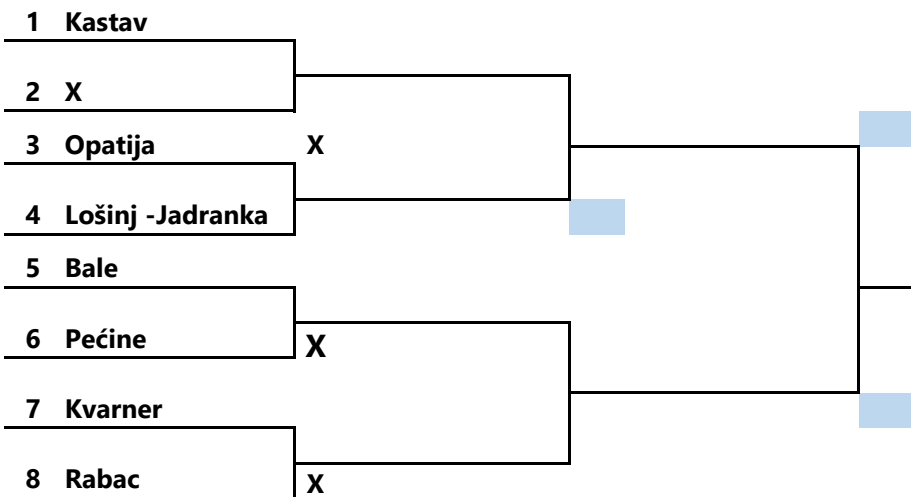 1 Kastav
2 X
3 Opatija X
4 Lošinj -Jadranka
5 Bale
6 Pećine X
7 Kvarner
8 Rabac X